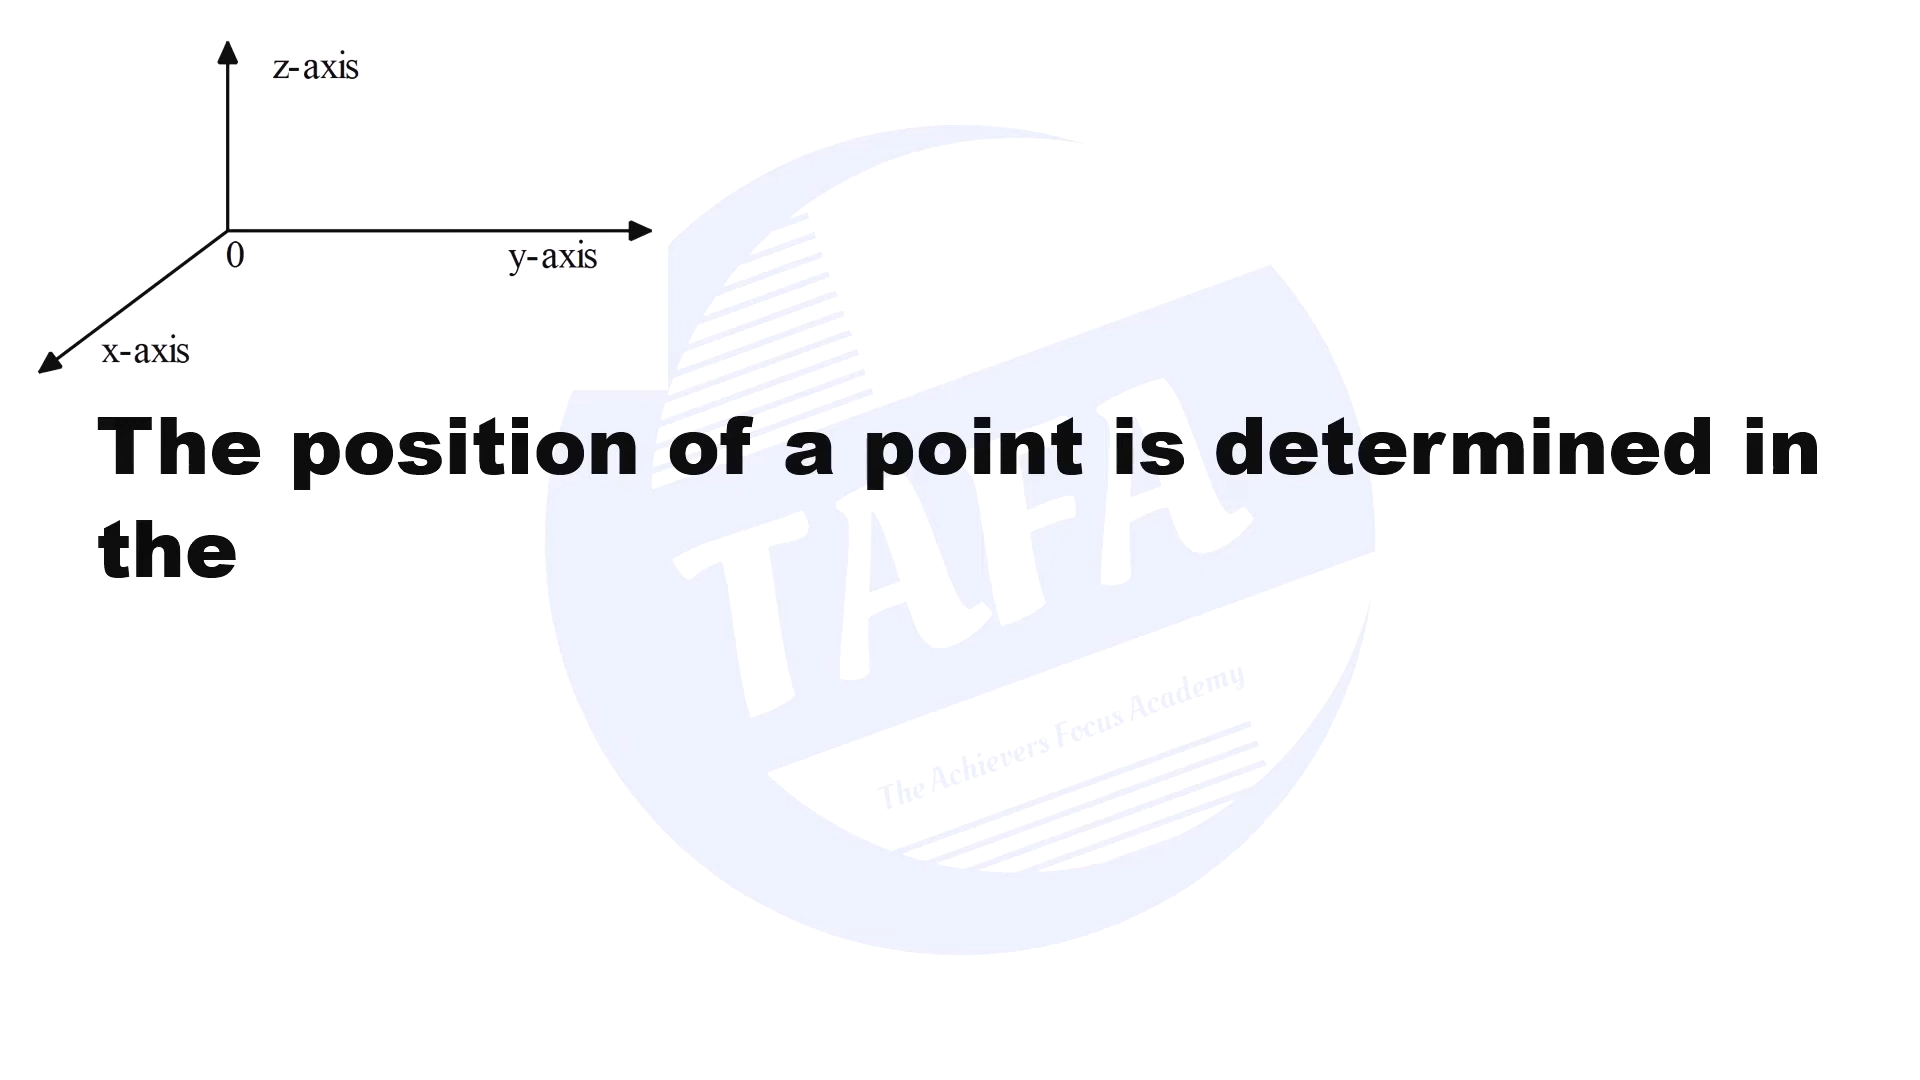 z-axis
0
y-axis
x-axis
The position of a point is determined in
the
TAFA
The Achievers Focus Academy